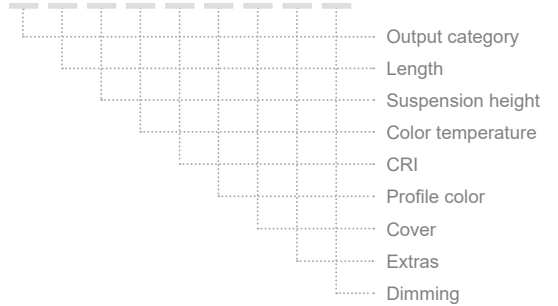 Output category
Length
Suspension height
Color temperature
CRI
Profile color
Cover
Extras
Dimming